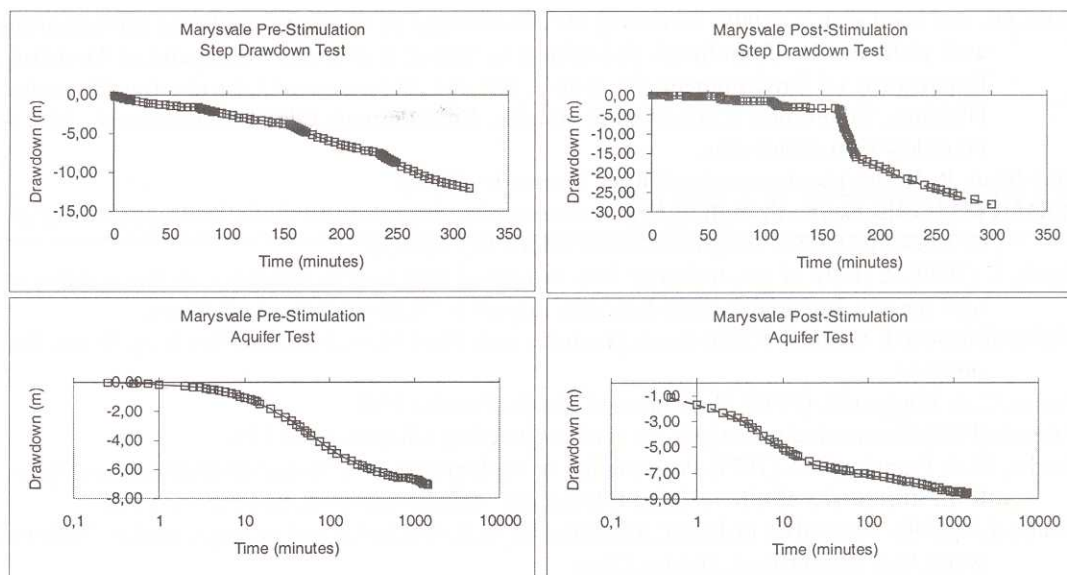 Marysvale Pre-Stimulation
Step Drawdown Test
Drawdown (m)
0,00
-5,00
-10,00
-15,00
0 50 100 150 200 250 300 350
Time (minutes)
Marysvale Post-Stimulation
Step Drawdown Test
Drawdown (m)
0,00
-5,00
-10,00
-15,00
-20,00
-25,00
-30,00
0 50 100 150 200 250 300 350
Time (minutes)
Marysvale Pre-Stimulation
Aquifer Test
Drawdown (m)
0,00
-2,00
-4,00
-6,00
-8,00
0,1 1 10 100 1000 10000
Time (minutes)
Marysvale Post-Stimulation
Aquifer Test
Drawdown (m)
-1,00
-3,00
-5,00
-7,00
-9,00
0,1 1 10 100 1000 10000
Time (minutes)